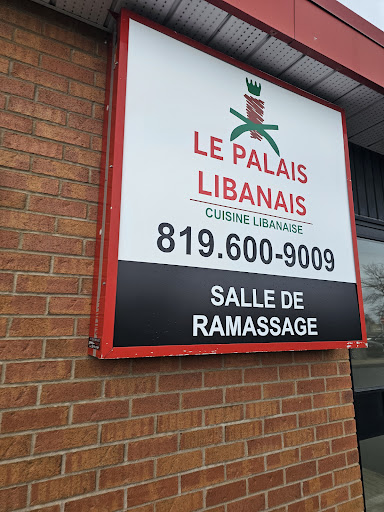 LE PALAIS
LIBANAIS
CUISINE LIBANAISE
819.600-9009
SALLE DE
RAMASSAGE